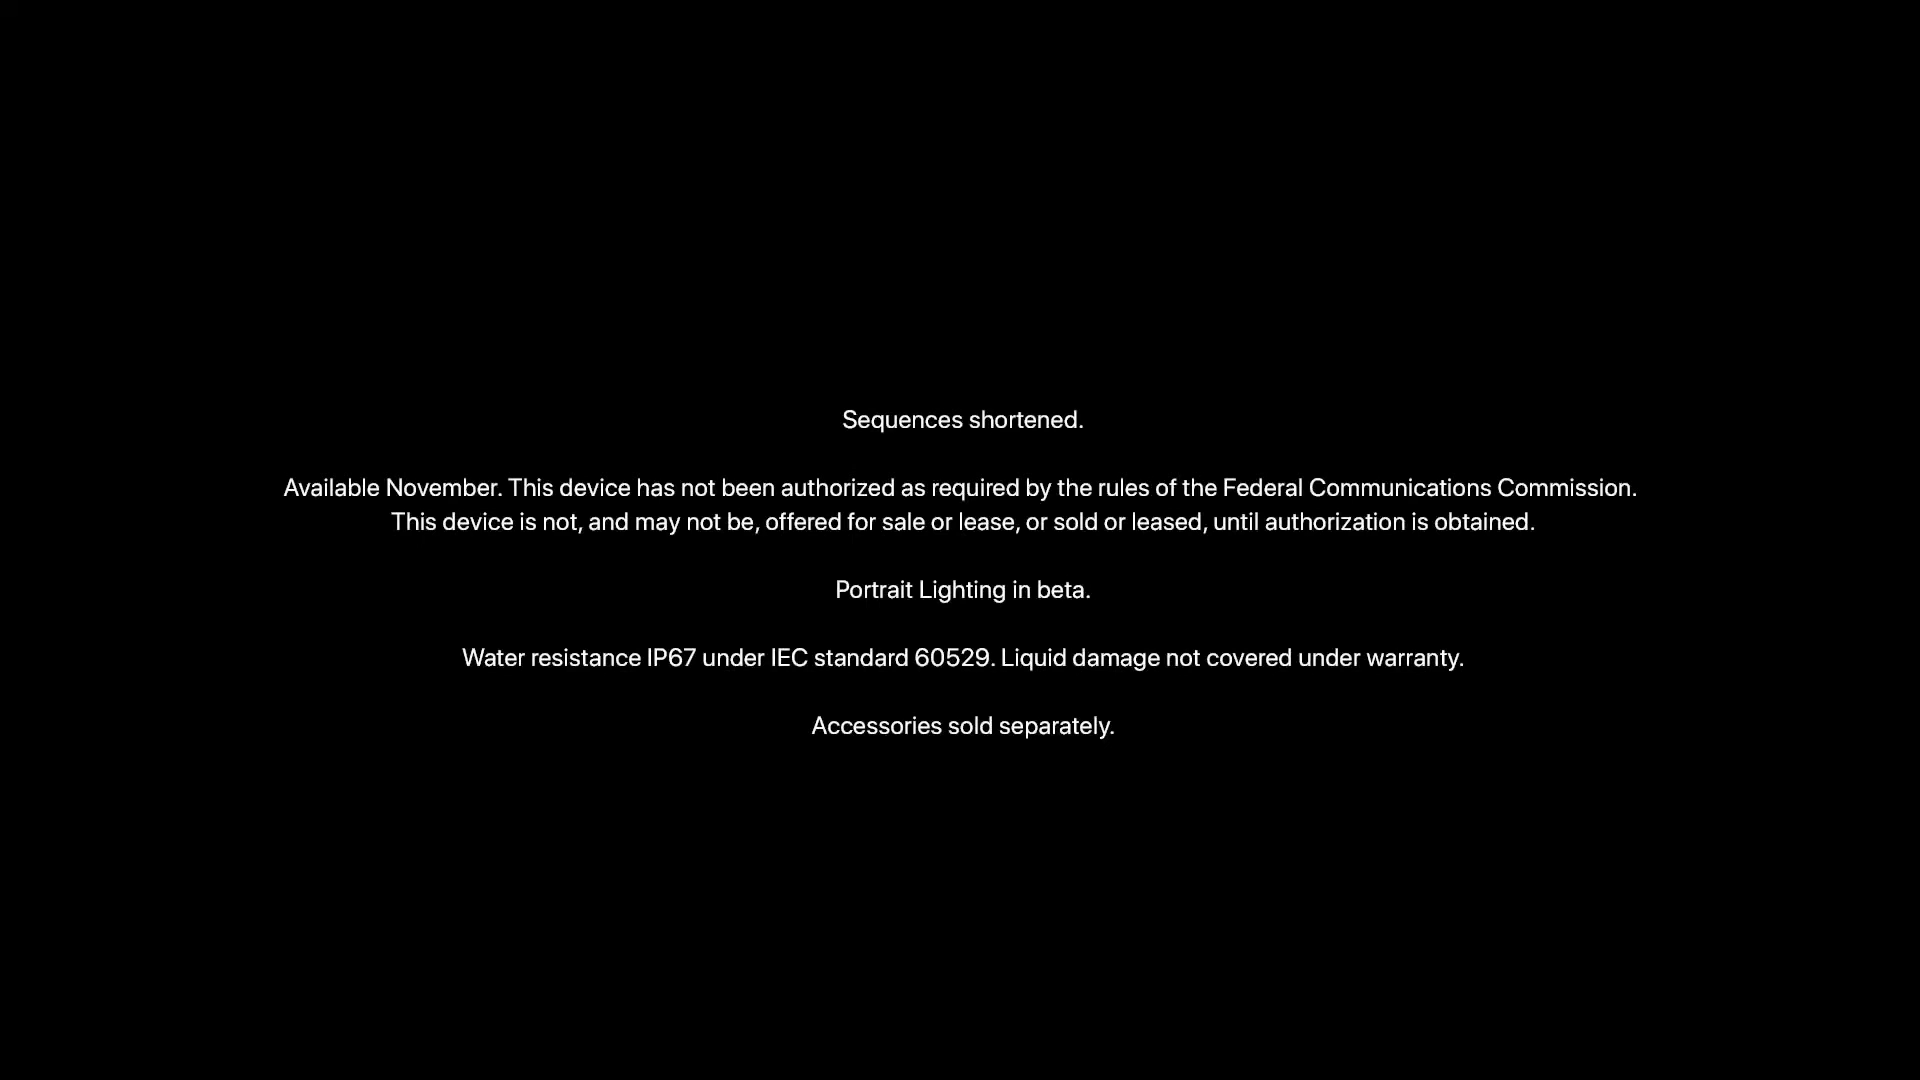 Sequences shortened.
Available November. This device has not been authorized as required by the rules of the Federal Communications Commission.
This device is not, and may not be, offered for sale or lease, or sold or leased, until authorization is obtained.
Portrait Lighting in beta.
Water resistance IP67 under IEC standard 60529. Liquid damage not covered under warranty.
Accessories sold separately.